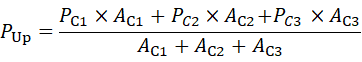 P_Up = (P_C1 × A_C1 + P_C2 × A_C2 + P_C3 × A_C3) / (A_C1 + A_C2 + A_C3)